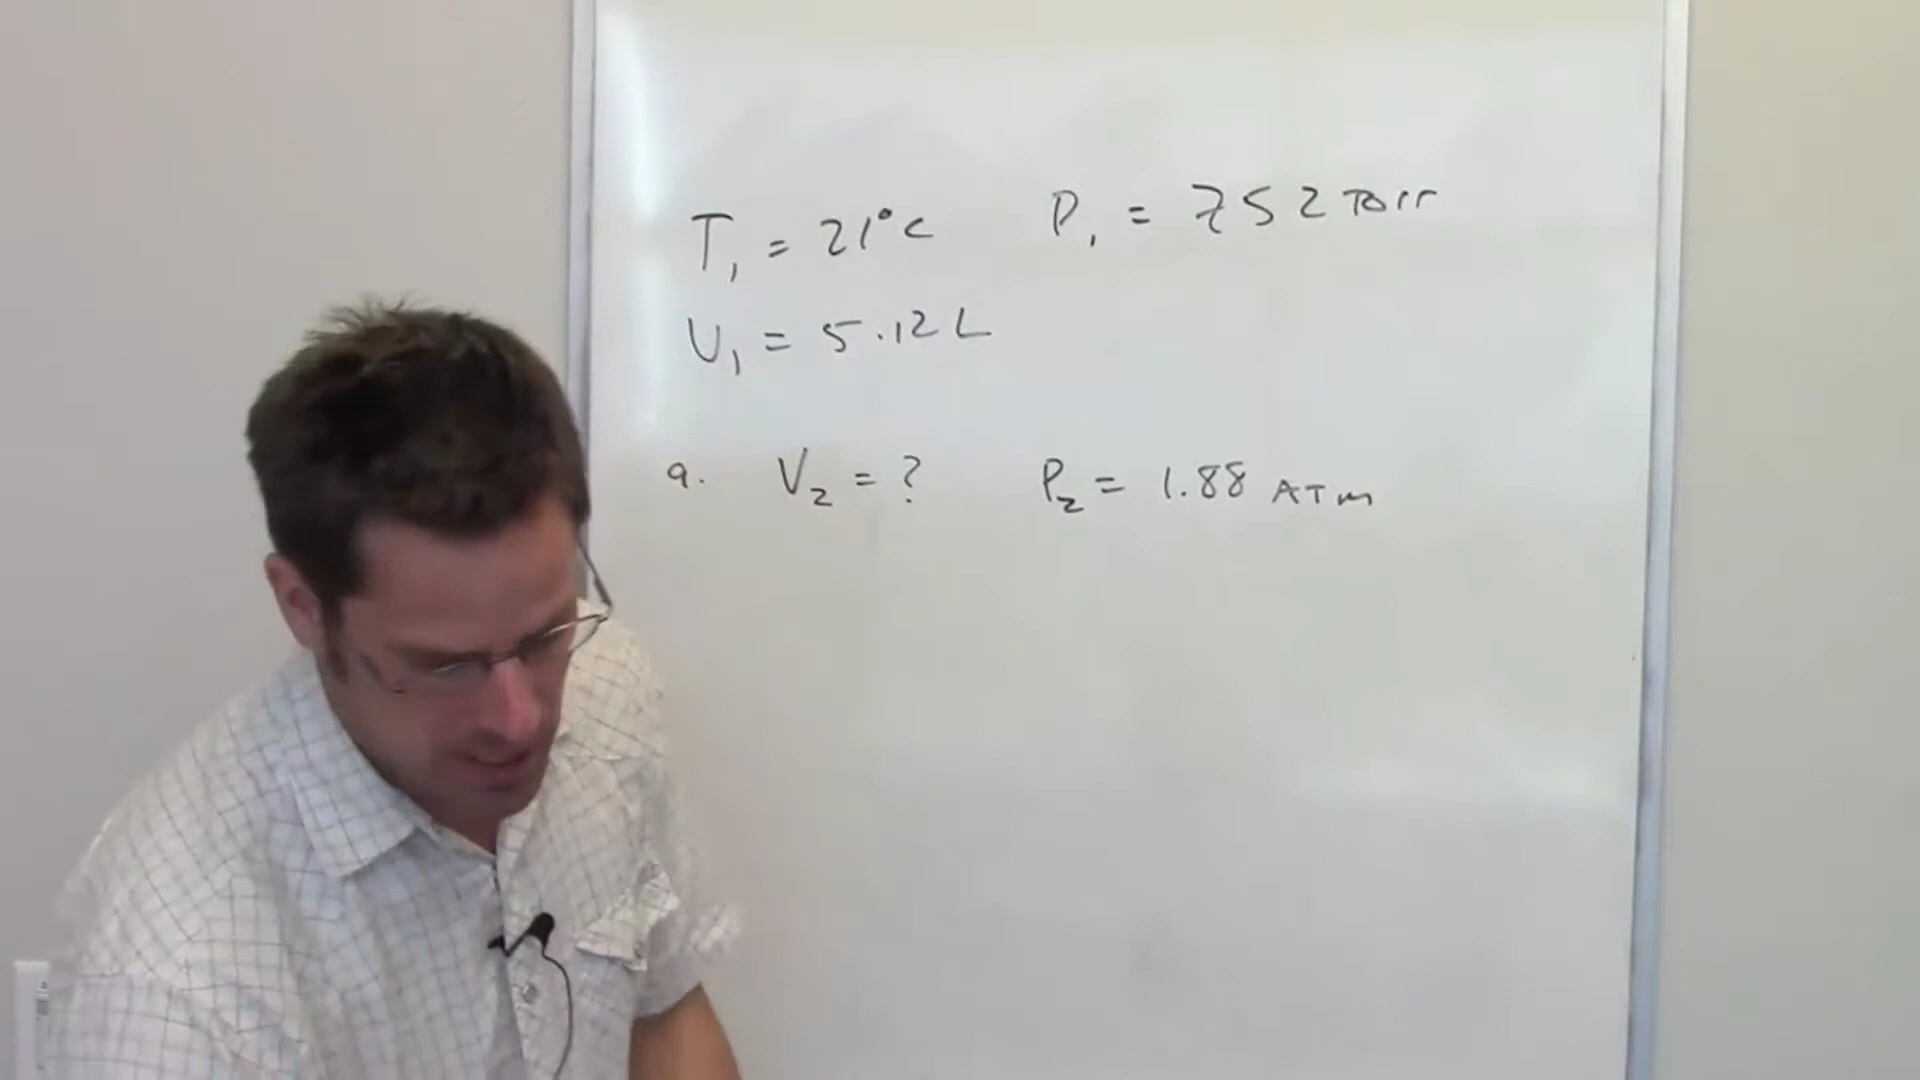 T₁ = 21°C P₁ = 752 Torr
V₁ = 5.12 L
a. V₂ = ? P₂ = 1.88 ATm